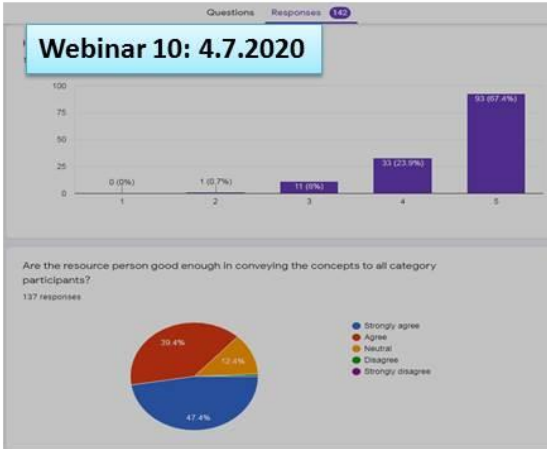 Questions Responses 142
Webinar 10: 4.7.2020
100
75
50
25
0
0 (0%)
1 (0.7%)
11 (8%)
33 (23.9%)
93 (67.4%)
1 2 3 4 5
Are the resource person good enough in conveying the concepts to all category
participants?
137 responses
39.4%
12.4%
47.4%
Strongly agree
Agree
Neutral
Disagree
Strongly disagree